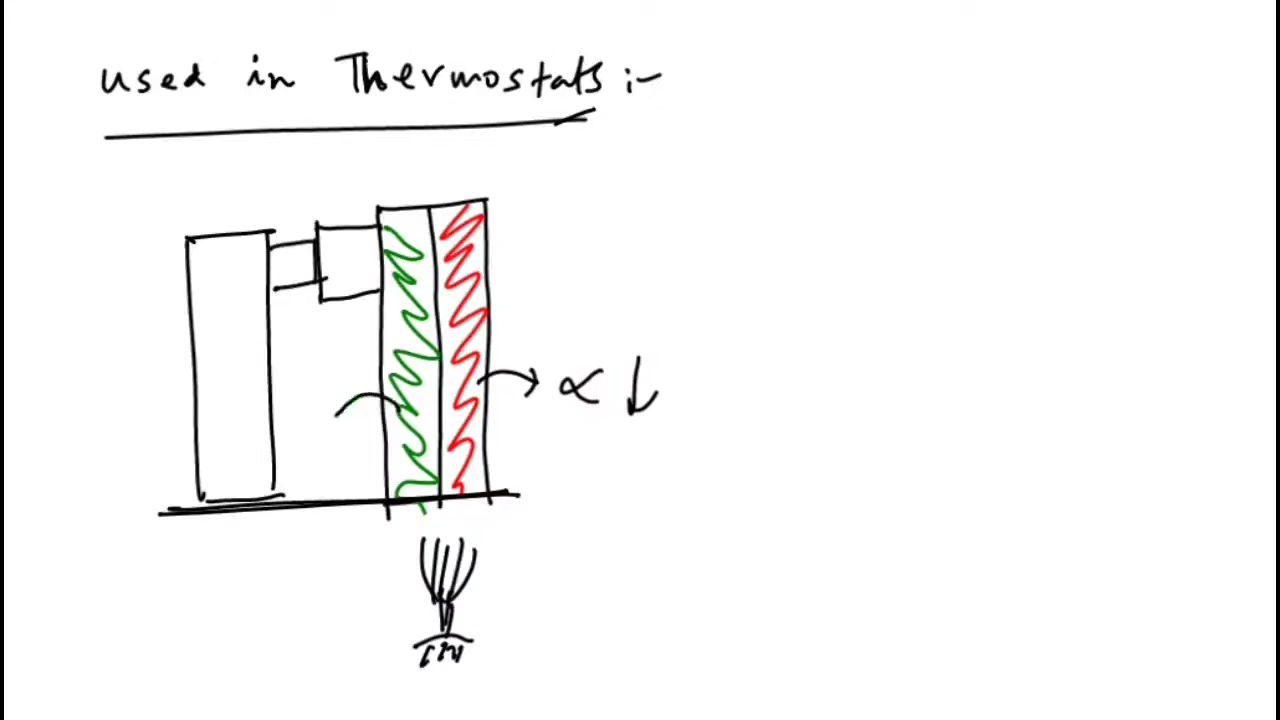 used in Thermostats :-
α ↓